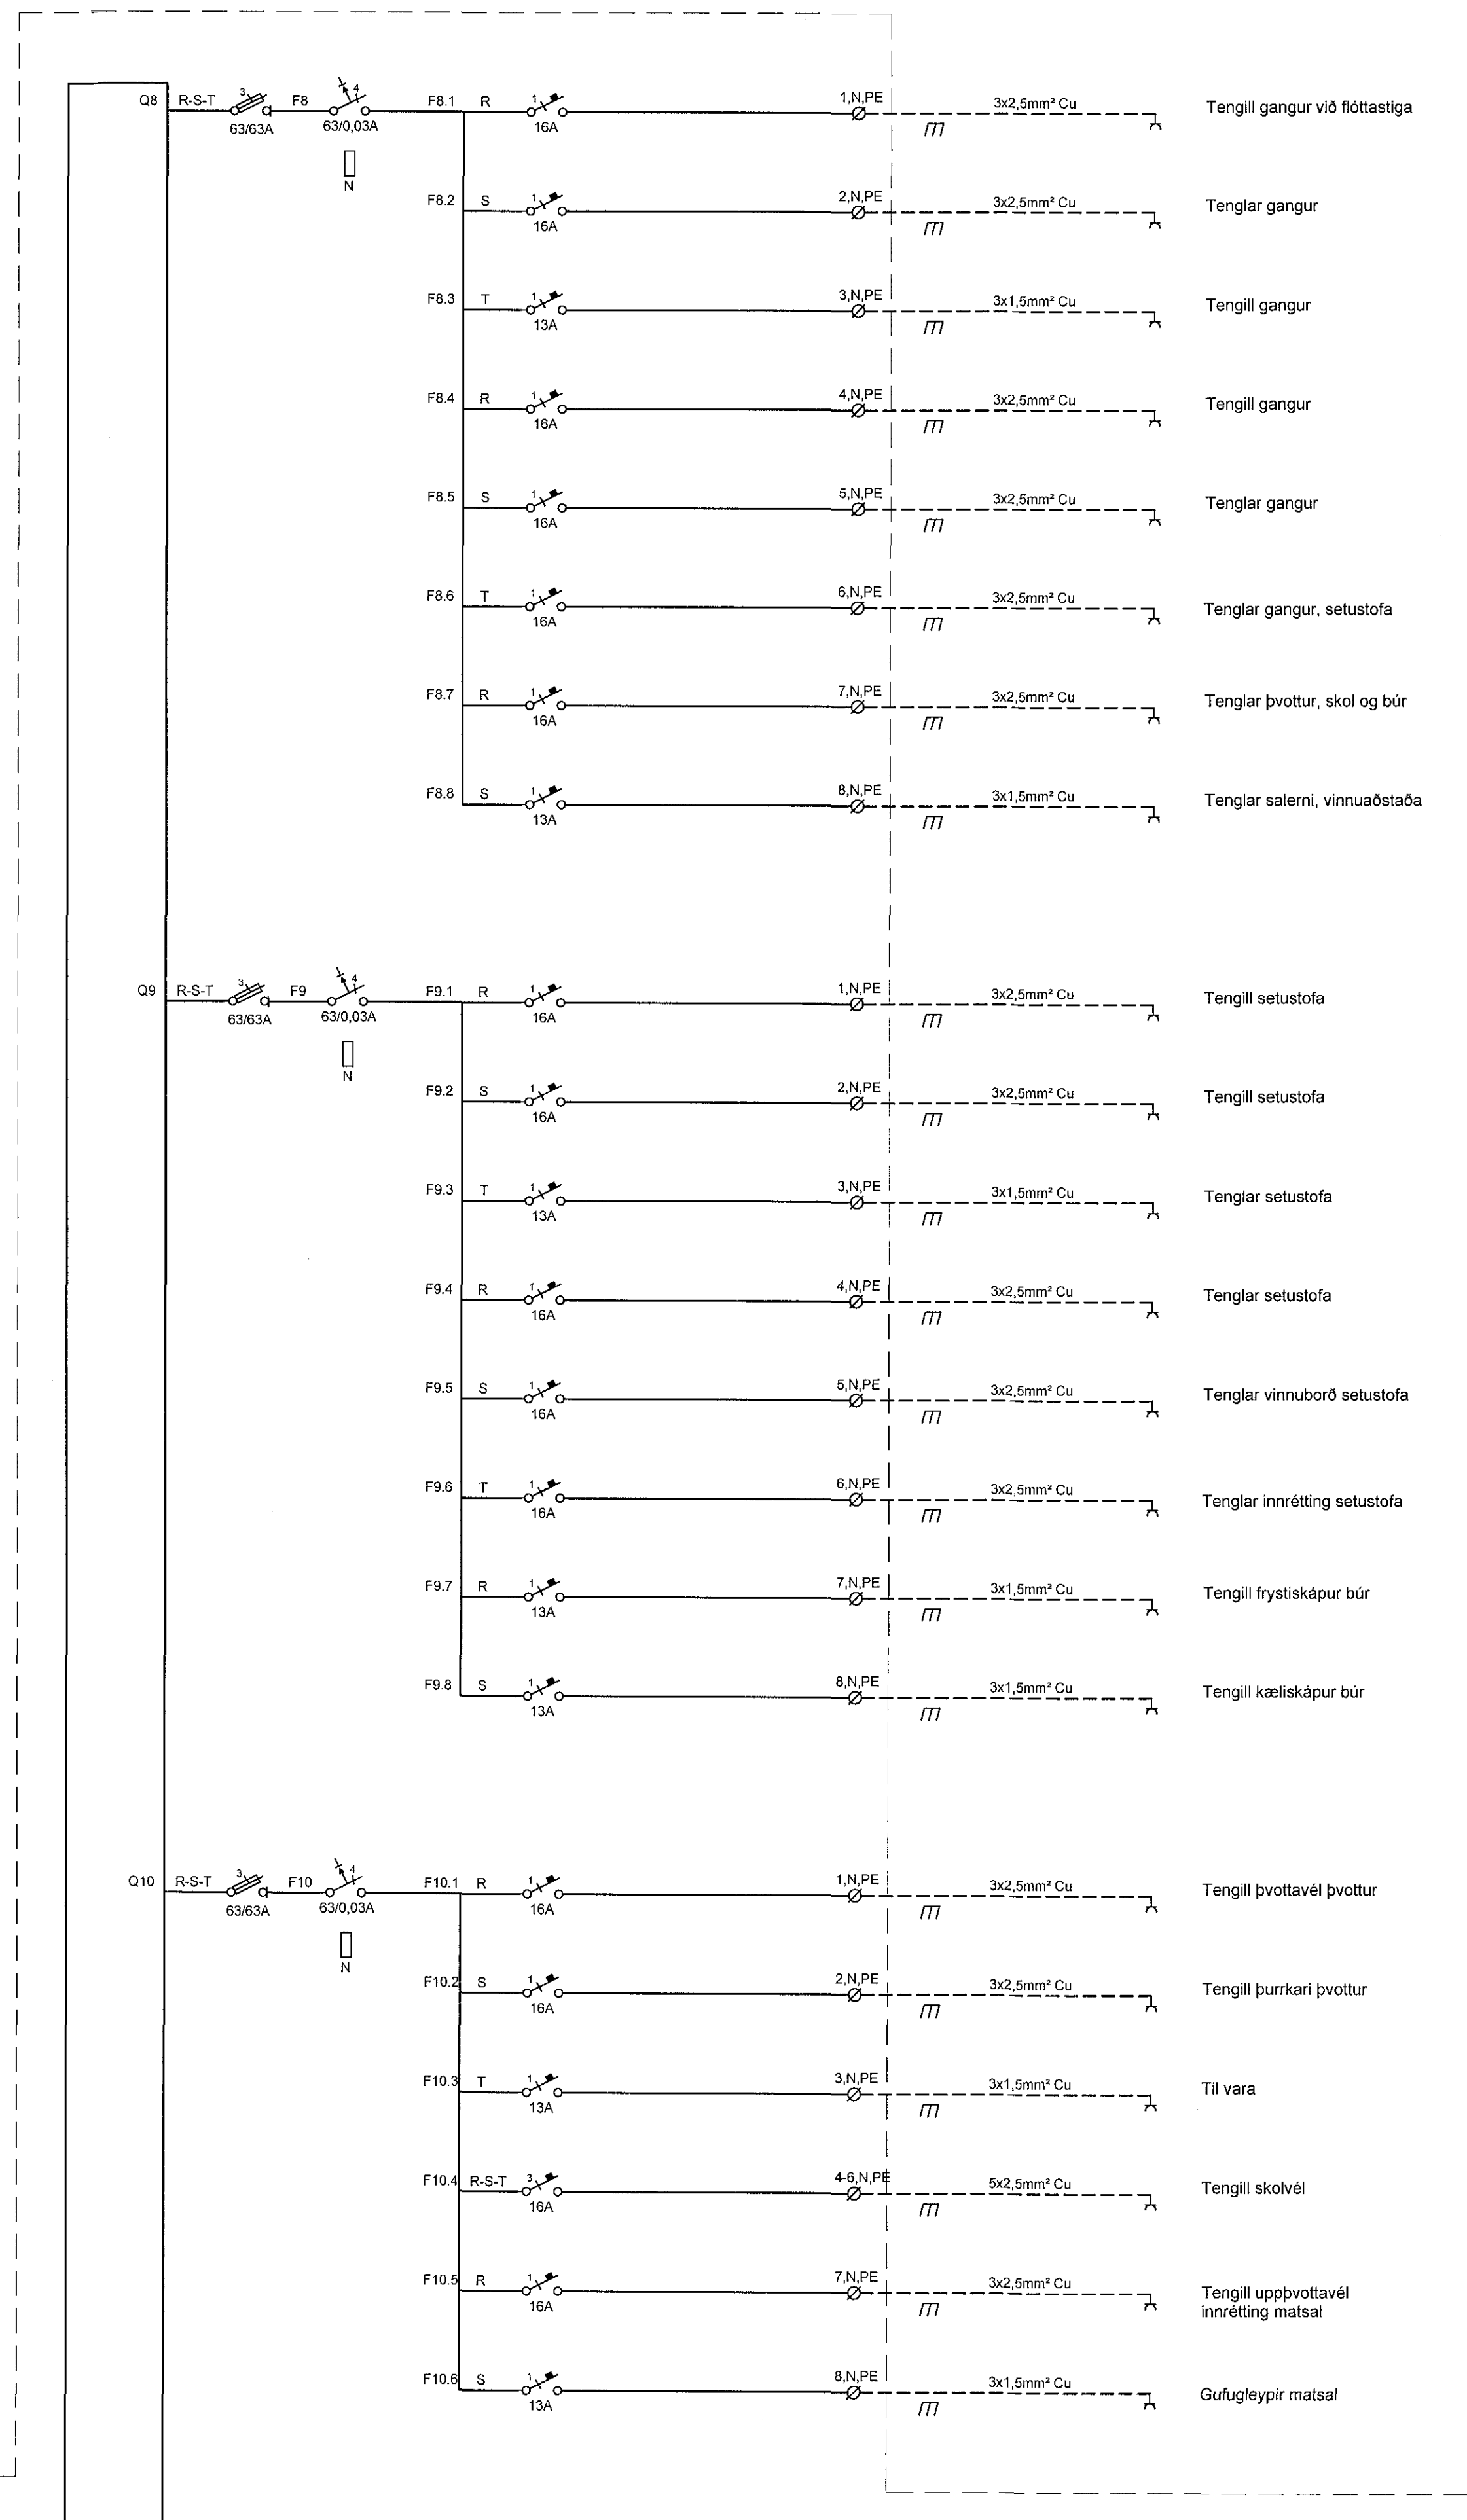 Q8 R-S-T 3 63/63A F8 4 63/0,03A N
F8.1 R 1 16A 1,N,PE 3x2,5mm² Cu Tengill gangur við flóttastiga
F8.2 S 1 16A 2,N,PE 3x2,5mm² Cu Tenglar gangur
F8.3 T 1 13A 3,N,PE 3x1,5mm² Cu Tengill gangur
F8.4 R 1 16A 4,N,PE 3x2,5mm² Cu Tengill gangur
F8.5 S 1 16A 5,N,PE 3x2,5mm² Cu Tenglar gangur
F8.6 T 1 16A 6,N,PE 3x2,5mm² Cu Tenglar gangur, setustofa
F8.7 R 1 16A 7,N,PE 3x2,5mm² Cu Tenglar þvottur, skol og búr
F8.8 S 1 13A 8,N,PE 3x1,5mm² Cu Tenglar salerni, vinnuaðstaða
Q9 R-S-T 3 63/63A F9 4 63/0,03A N
F9.1 R 1 16A 1,N,PE 3x2,5mm² Cu Tengill setustofa
F9.2 S 1 16A 2,N,PE 3x2,5mm² Cu Tengill setustofa
F9.3 T 1 13A 3,N,PE 3x1,5mm² Cu Tenglar setustofa
F9.4 R 1 16A 4,N,PE 3x2,5mm² Cu Tenglar setustofa
F9.5 S 1 16A 5,N,PE 3x2,5mm² Cu Tenglar vinnuborð setustofa
F9.6 T 1 16A 6,N,PE 3x2,5mm² Cu Tenglar innrétting setustofa
F9.7 R 1 13A 7,N,PE 3x1,5mm² Cu Tengill frystiskápur búr
F9.8 S 1 13A 8,N,PE 3x1,5mm² Cu Tengill kæliskápur búr
Q10 R-S-T 3 63/63A F10 4 63/0,03A N
F10.1 R 1 16A 1,N,PE 3x2,5mm² Cu Tengill þvottavél þvottur
F10.2 S 1 16A 2,N,PE 3x2,5mm² Cu Tengill þurrkari þvottur
F10.3 T 1 13A 3,N,PE 3x1,5mm² Cu Til vara
F10.4 R-S-T 3 16A 4-6,N,PE 5x2,5mm² Cu Tengill skolvél
F10.5 R 1 16A 7,N,PE 3x2,5mm² Cu Tengill uppþvottavél
innrétting matsal
F10.6 S 1 13A 8,N,PE 3x1,5mm² Cu Gufugleypir matsal